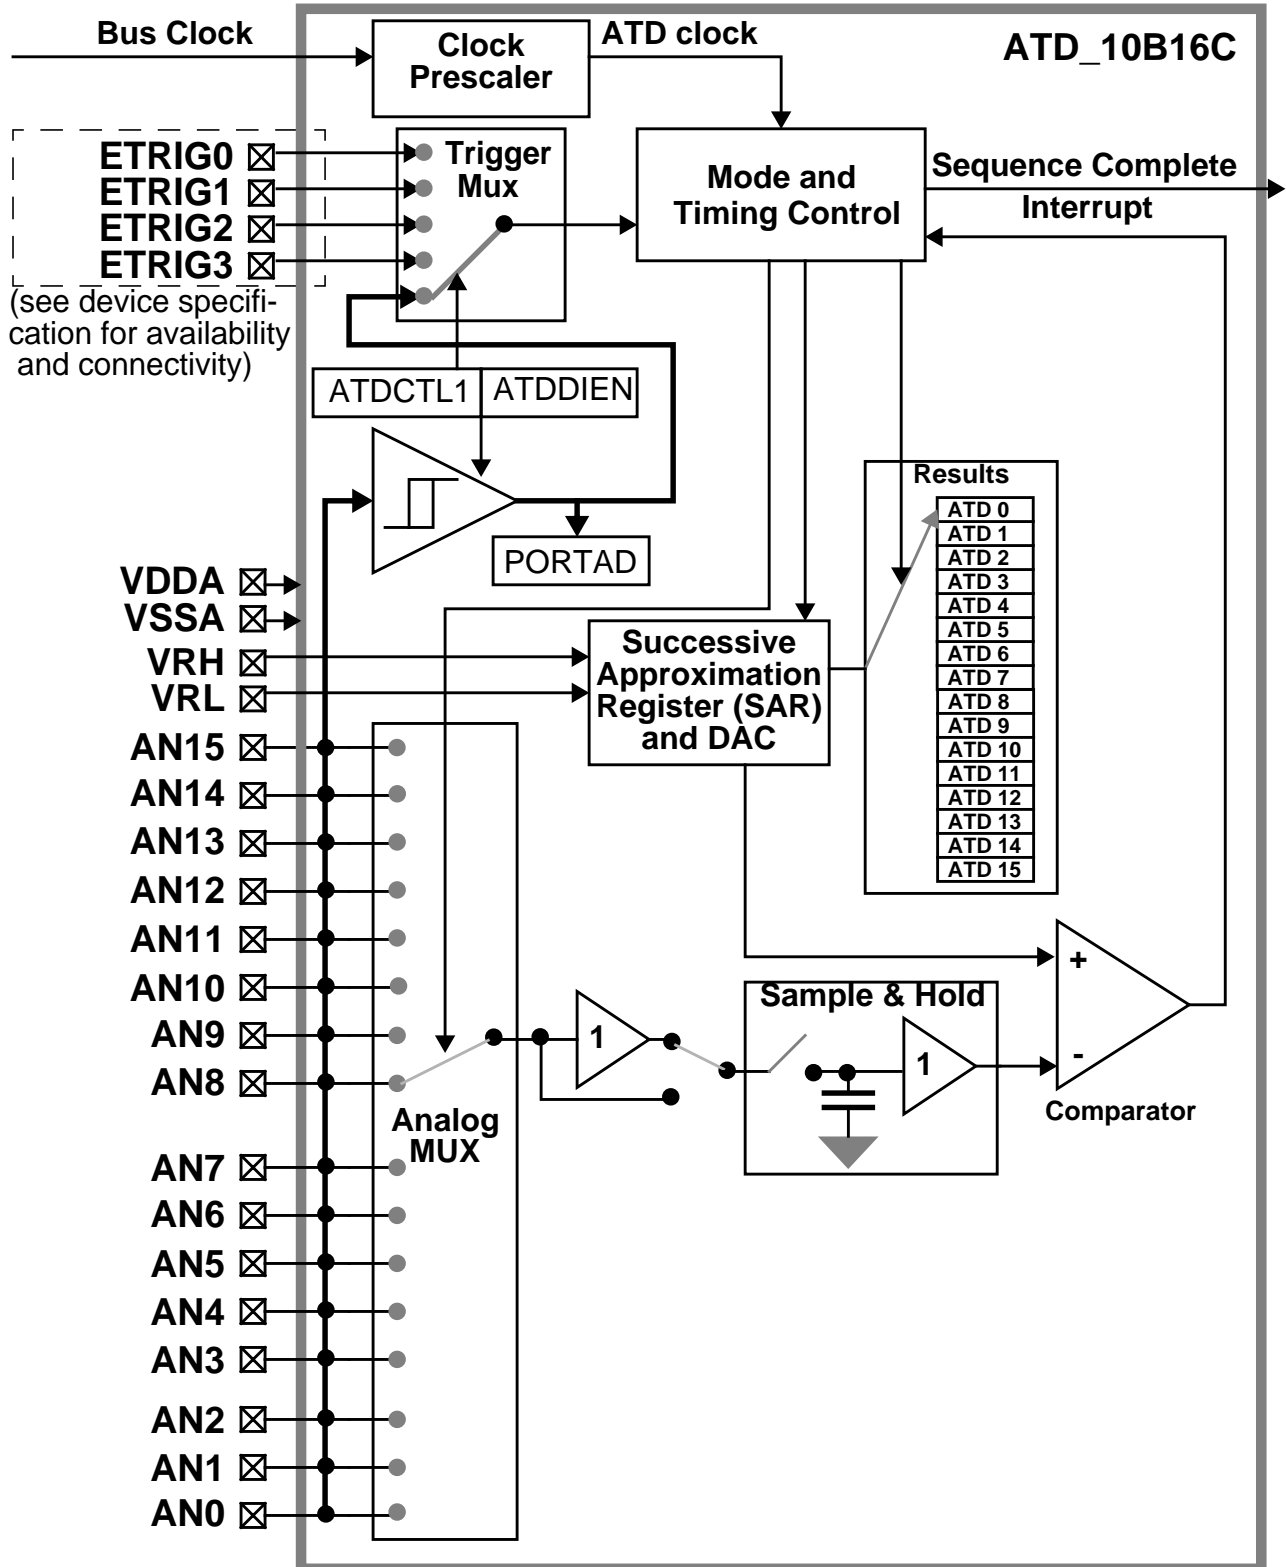 Bus Clock
Clock
Prescaler
ATD clock
ATD_10B16C
ETRIG0
ETRIG1
ETRIG2
ETRIG3
(see device specifi-
cation for availability
and connectivity)
Trigger
Mux
Mode and
Timing Control
Sequence Complete
Interrupt
ATDCTL1
ATDDIEN
PORTAD
Results
ATD 0
ATD 1
ATD 2
ATD 3
ATD 4
ATD 5
ATD 6
ATD 7
ATD 8
ATD 9
ATD 10
ATD 11
ATD 12
ATD 13
ATD 14
ATD 15
VDDA
VSSA
VRH
VRL
Successive
Approximation
Register (SAR)
and DAC
AN15
AN14
AN13
AN12
AN11
AN10
AN9
AN8
AN7
AN6
AN5
AN4
AN3
AN2
AN1
AN0
Analog
MUX
1
Sample & Hold
1
+
-
Comparator